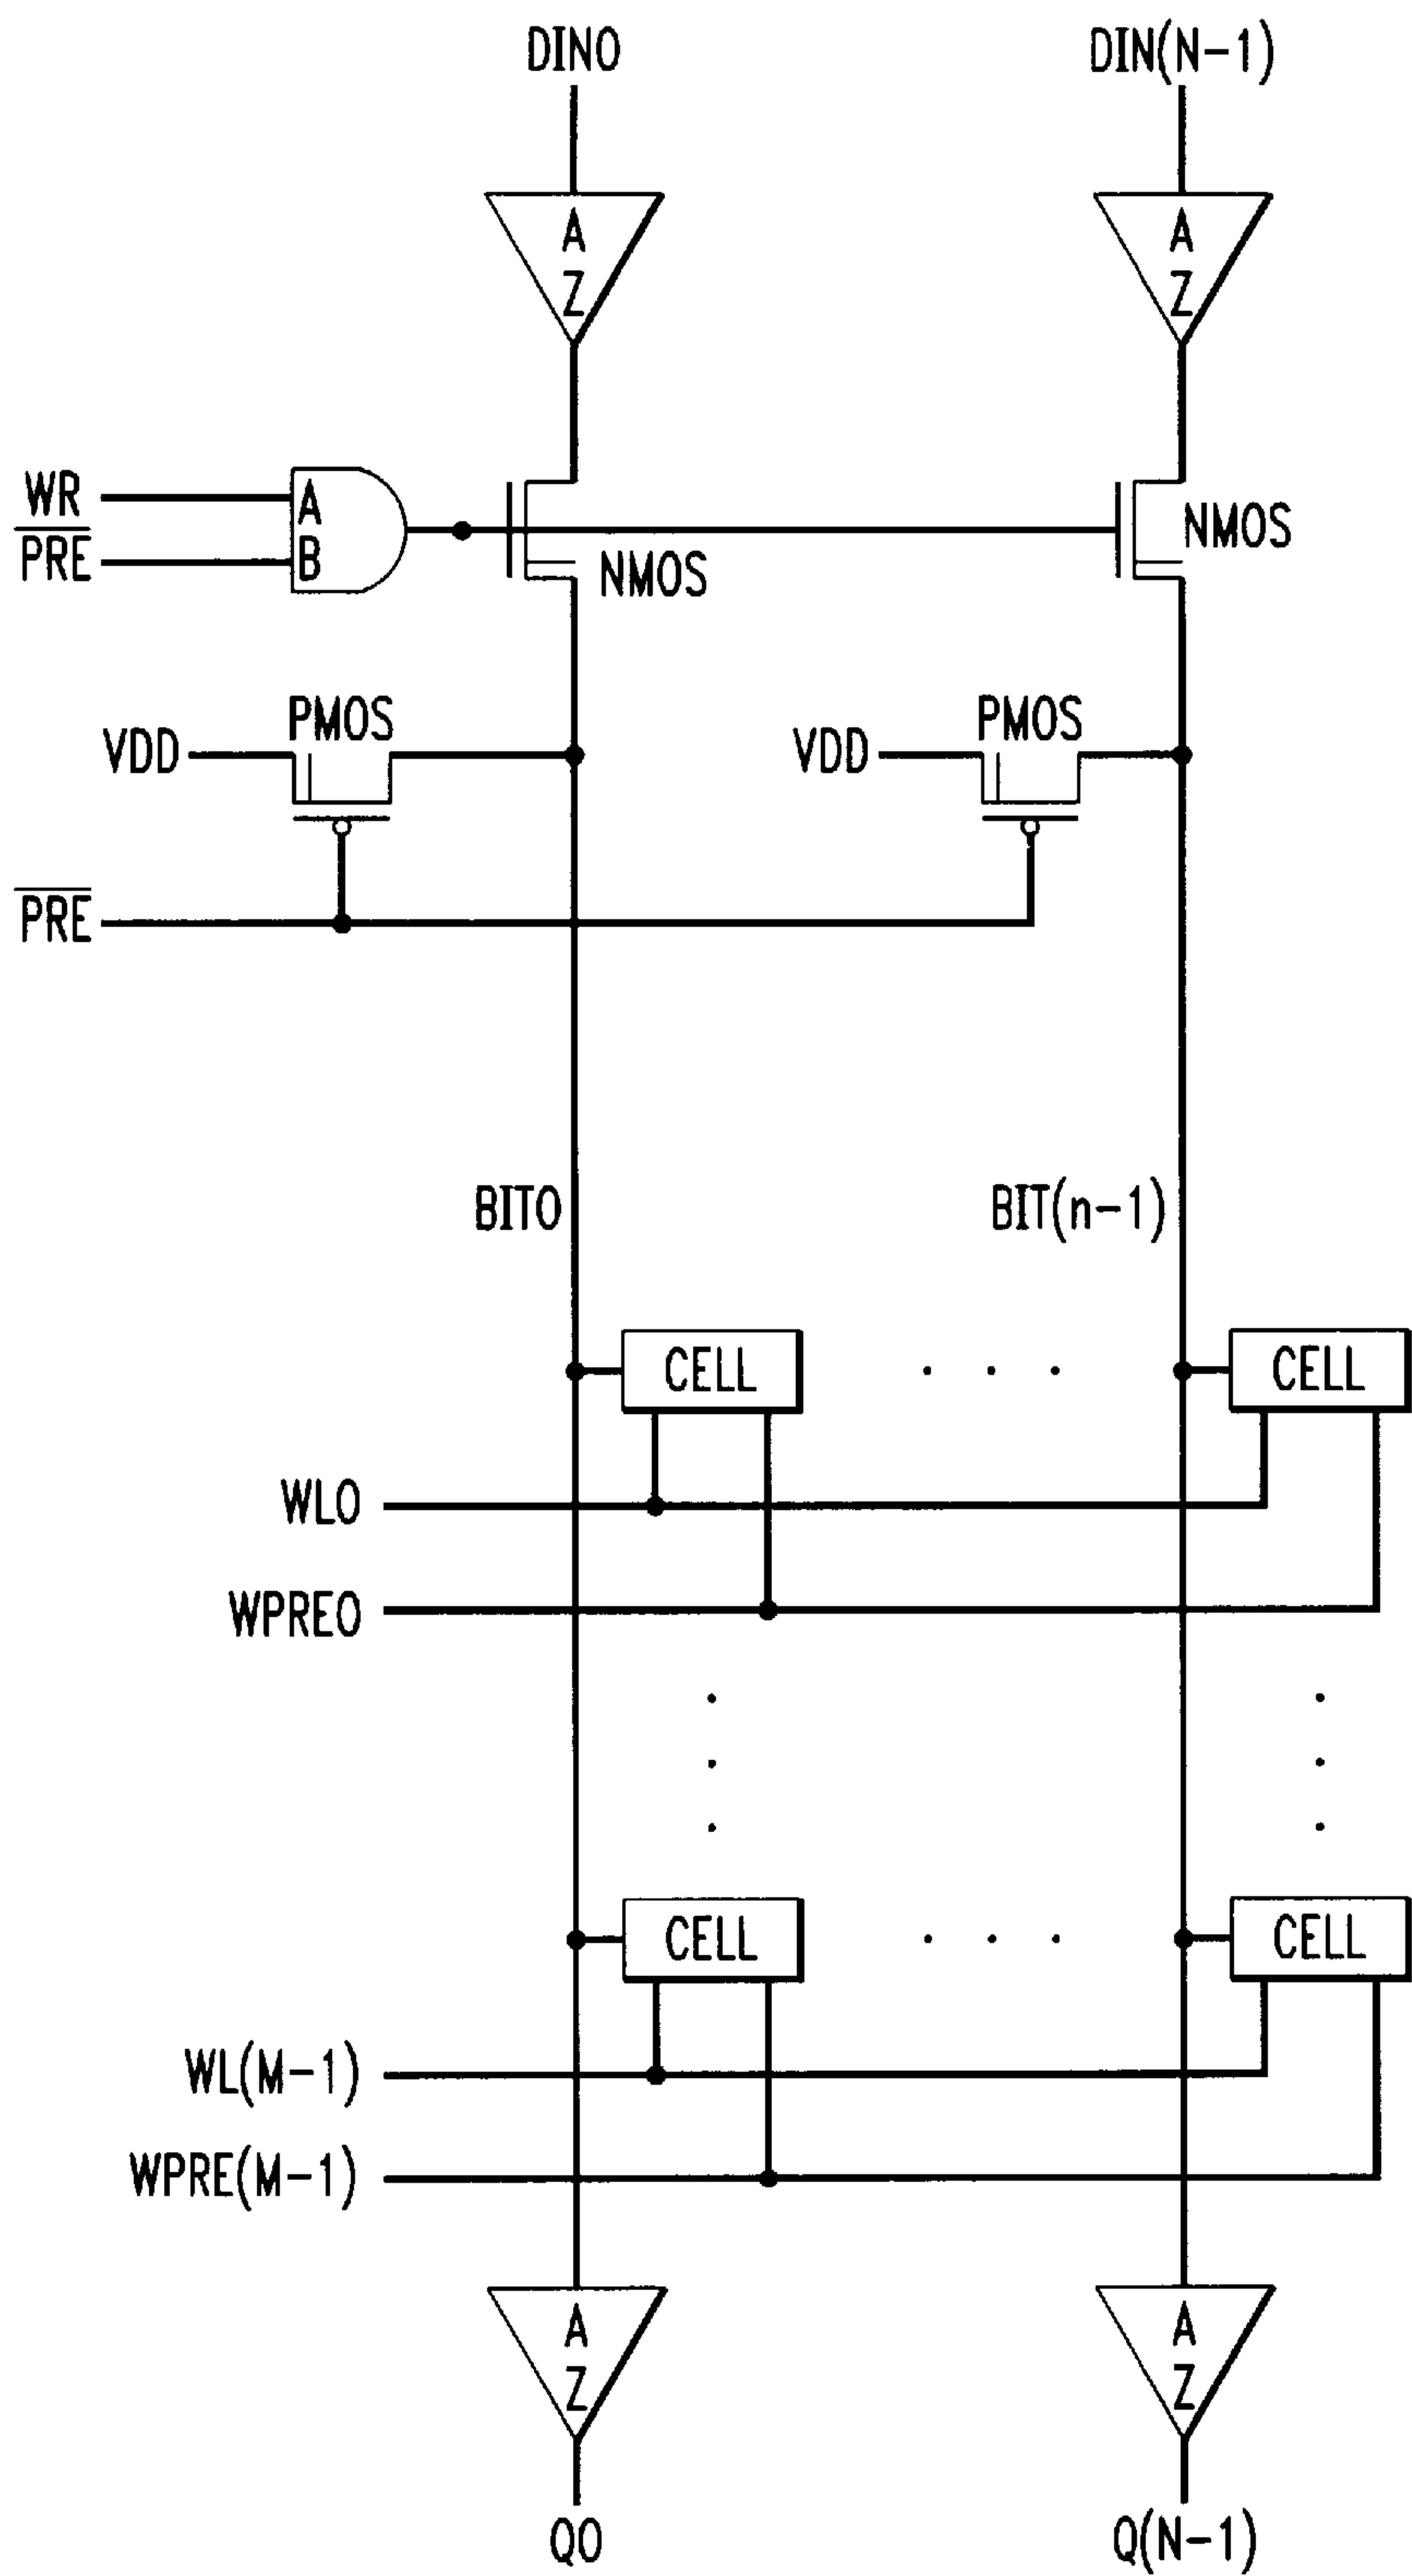 DIN0 DIN(N-1)
A A
Z Z
WR A
PRE B
NMOS
NMOS
PMOS PMOS
VDD VDD
PRE
BIT0 BIT(n-1)
CELL CELL
WL0
WPRE0
CELL CELL
WL(M-1)
WPRE(M-1)
A A
Z Z
Q0 Q(N-1)